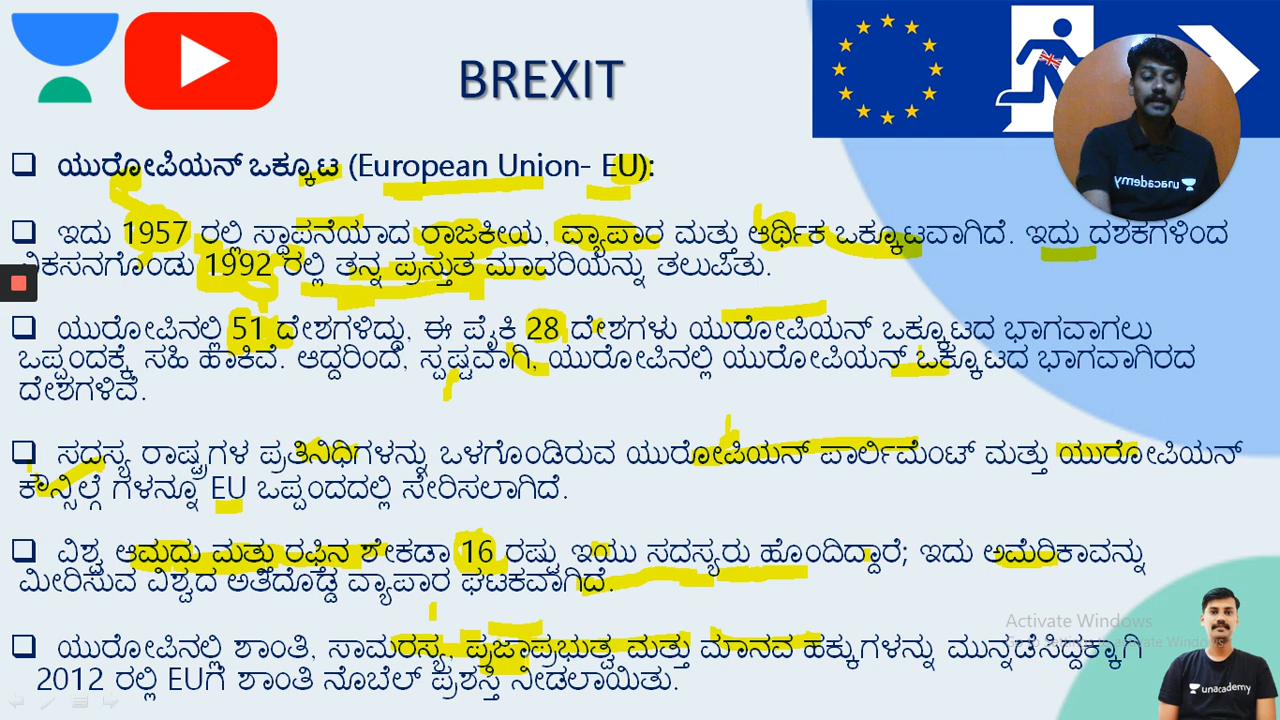 BREXIT
❑ ಯುರೋಪಿಯನ್ ಒಕ್ಕೂಟ (European Union- EU):
❑ ಇದು 1957 ರಲ್ಲಿ ಸ್ಥಾಪನೆಯಾದ ರಾಜಕೀಯ, ವ್ಯಾಪಾರ ಮತ್ತು ಆರ್ಥಿಕ ಒಕ್ಕೂಟವಾಗಿದೆ. ಇದು ದಶಕಗಳಿಂದ
ವಿಕಸನಗೊಂಡು 1992 ರಲ್ಲಿ ತನ್ನ ಪ್ರಸ್ತುತ ಮಾದರಿಯನ್ನು ತಲುಪಿತು.
❑ ಯುರೋಪಿನಲ್ಲಿ 51 ದೇಶಗಳಿದ್ದು, ಈ ಪೈಕಿ 28 ದೇಶಗಳು ಯುರೋಪಿಯನ್ ಒಕ್ಕೂಟದ ಭಾಗವಾಗಲು
ಒಪ್ಪಂದಕ್ಕೆ ಸಹಿ ಹಾಕಿವೆ. ಆದ್ದರಿಂದ, ಸ್ಪಷ್ಟವಾಗಿ, ಯುರೋಪಿನಲ್ಲಿ ಯುರೋಪಿಯನ್ ಒಕ್ಕೂಟದ ಭಾಗವಾಗಿರದ
ದೇಶಗಳಿವೆ.
❑ ಸದಸ್ಯ ರಾಷ್ಟ್ರಗಳ ಪ್ರತಿನಿಧಿಗಳನ್ನು ಒಳಗೊಂಡಿರುವ ಯುರೋಪಿಯನ್ ಪಾರ್ಲಿಮೆಂಟ್ ಮತ್ತು ಯುರೋಪಿಯನ್
ಕೌನ್ಸಿಲ್ಗೆ ಗಳನ್ನೂ EU ಒಪ್ಪಂದದಲ್ಲಿ ಸೇರಿಸಲಾಗಿದೆ.
❑ ವಿಶ್ವ ಆಮದು ಮತ್ತು ರಫ್ತಿನ ಶೇಕಡಾ 16 ರಷ್ಟು ಇಯು ಸದಸ್ಯರು ಹೊಂದಿದ್ದಾರೆ; ಇದು ಅಮೆರಿಕಾವನ್ನು
ಮೀರಿಸುವ ವಿಶ್ವದ ಅತಿದೊಡ್ಡ ವ್ಯಾಪಾರ ಘಟಕವಾಗಿದೆ.
❑ ಯುರೋಪಿನಲ್ಲಿ ಶಾಂತಿ, ಸಾಮರಸ್ಯ, ಪ್ರಜಾಪ್ರಭುತ್ವ ಮತ್ತು ಮಾನವ ಹಕ್ಕುಗಳನ್ನು ಮುನ್ನಡೆಸಿದ್ದಕ್ಕಾಗಿ
2012 ರಲ್ಲಿ EUಗೆ ಶಾಂತಿ ನೊಬೆಲ್ ಪ್ರಶಸ್ತಿ ನೀಡಲಾಯಿತು.
unacademy
Activate Windows
unacademy